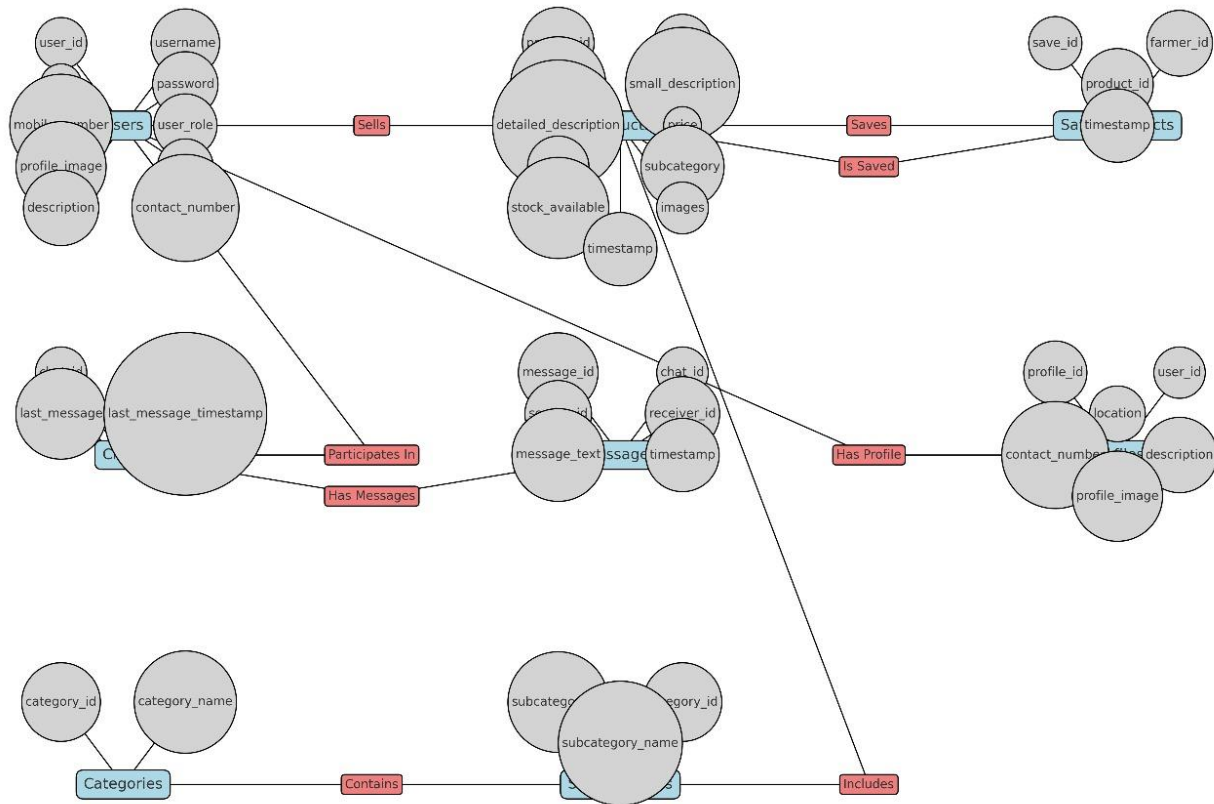 user_id
username
password
user_role
profile_image
description
contact_number
Sells
small_description
detailed_description
price
subcategory
stock_available
images
timestamp
Saves
Is Saved
save_id
farmer_id
product_id
timestamp
last_message
last_message_timestamp
Participates In
Has Messages
message_id
chat_id
receiver_id
message_text
timestamp
Has Profile
profile_id
user_id
location
contact_number
description
profile_image
category_id
category_name
Categories
Contains
subcategory_name
Includes